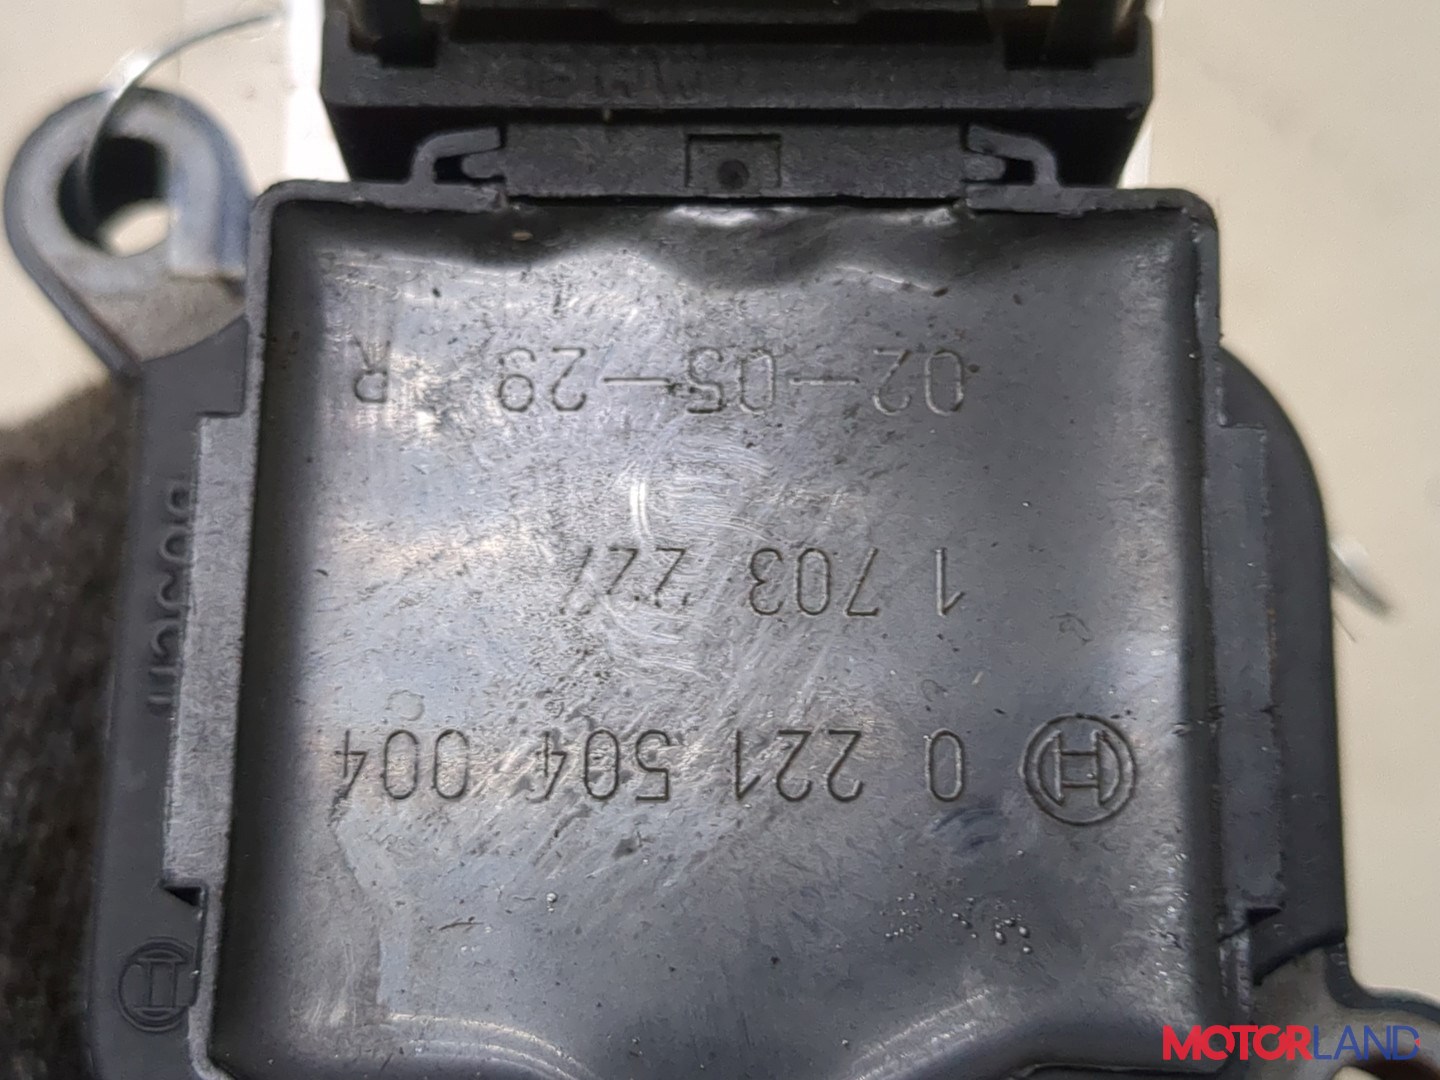 0 221 504 004
1 703 227
02-05-29 R
BOSCH
MOTORLAND